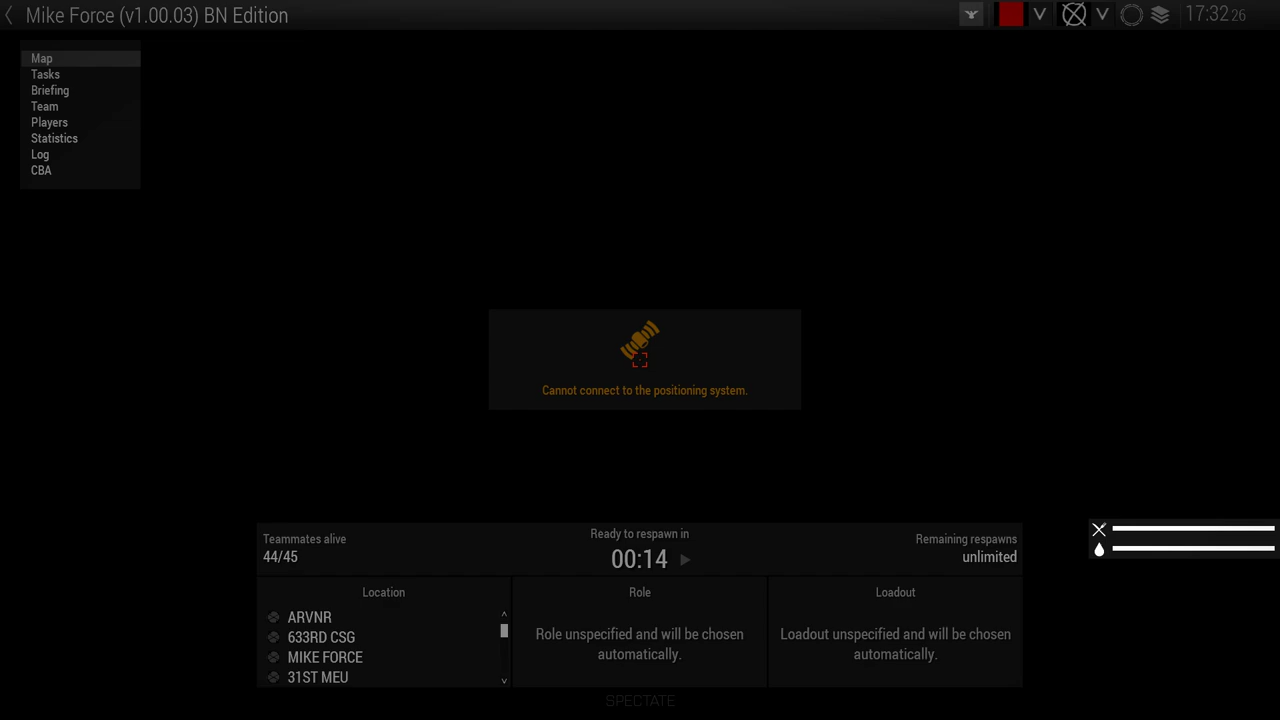 Mike Force (v1.00.03) BN Edition
17:32 26
Map
Tasks
Briefing
Team
Players
Statistics
Log
CBA
Cannot connect to the positioning system.
Teammates alive
44/45
Ready to respawn in
00:14
Remaining respawns
unlimited
Location
ARVNR
633RD CSG
MIKE FORCE
31ST MEU
Role
Role unspecified and will be chosen
automatically.
Loadout
Loadout unspecified and will be chosen
automatically.
SPECTATE